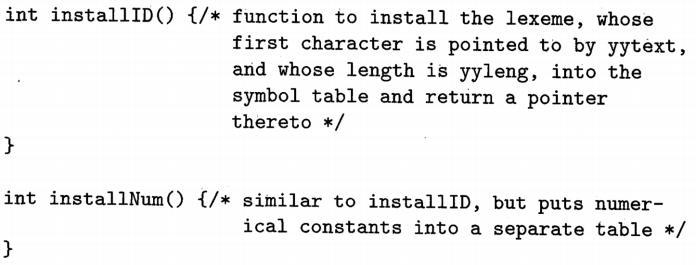 int installID() {/* function to install the lexeme, whose
first character is pointed to by yytext,
and whose length is yyleng, into the
symbol table and return a pointer
thereto */
}
int installNum() {/* similar to installID, but puts numer-
ical constants into a separate table */
}